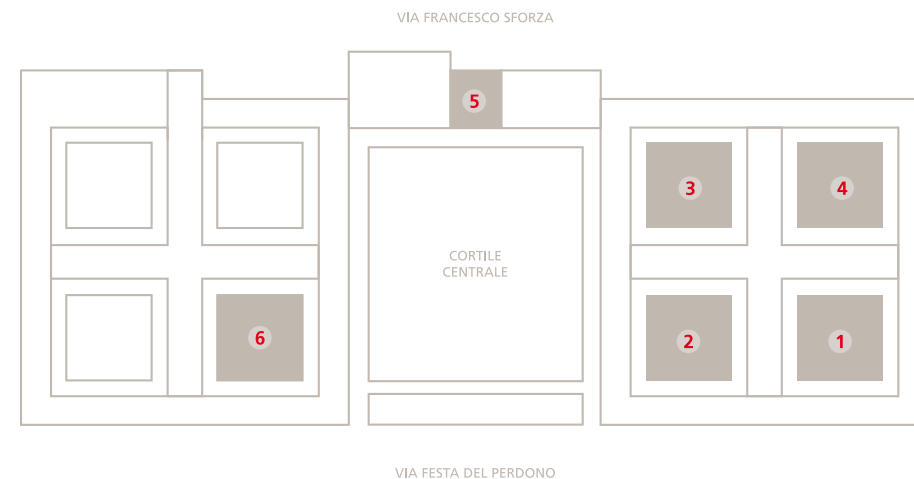 VIA FRANCESCO SFORZA
5
3
4
CORTILE
CENTRALE
6
2
1
VIA FESTA DEL PERDONO